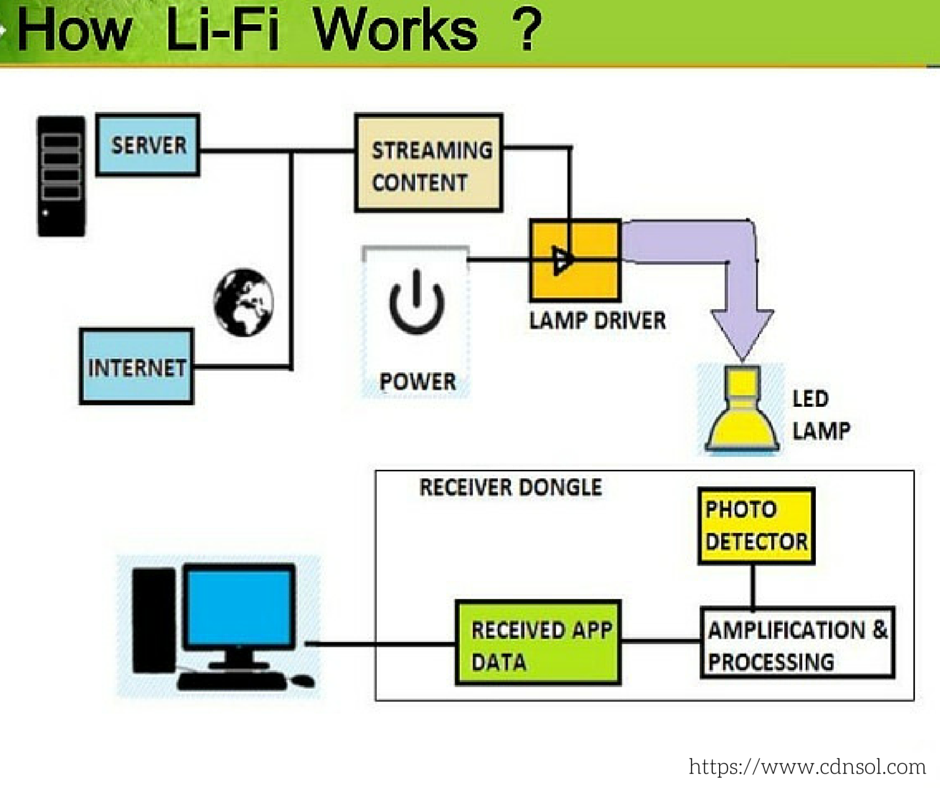 How Li-Fi Works ?
SERVER
STREAMING
CONTENT
INTERNET
POWER
LAMP DRIVER
LED
LAMP
RECEIVER DONGLE
PHOTO
DETECTOR
RECEIVED APP
DATA
AMPLIFICATION &
PROCESSING
https://www.cdnsol.com